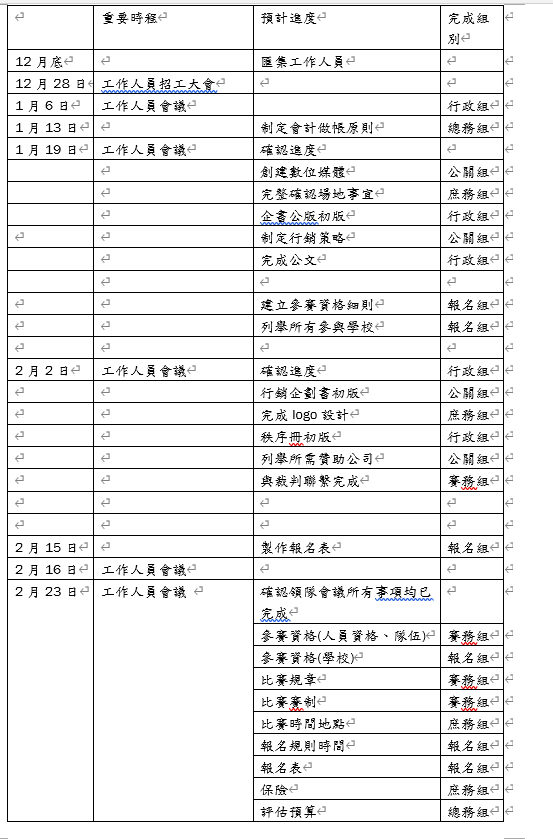 重要時程 預計進度 完成組
別
12 月底 匯集工作人員
12 月 28 日 工作人員招工大會
1 月 6 日 工作人員會議 行政組
1 月 13 日 制定會計做帳原則 總務組
1 月 19 日 工作人員會議 確認進度
創建數位媒體 公關組
完整確認場地事宜 庶務組
企書公版初版 行政組
制定行銷策略 公關組
完成公文 行政組
建立參賽資格細則 報名組
列舉所有參與學校 報名組
2 月 2 日 工作人員會議 確認進度 行政組
行銷企劃書初版 公關組
完成 logo 設計 庶務組
秩序冊初版 行政組
列舉所需贊助公司 公關組
與裁判聯繫完成 賽務組
2 月 15 日 製作報名表 報名組
2 月 16 日 工作人員會議
2 月 23 日 工作人員會議 確認領隊會議所有事項均已
完成
參賽資格(人員資格、隊伍) 賽務組
參賽資格(學校) 報名組
比賽規章 賽務組
比賽賽制 賽務組
比賽時間地點 庶務組
報名規則時間 報名組
報名表 報名組
保險 庶務組
評估預算 總務組